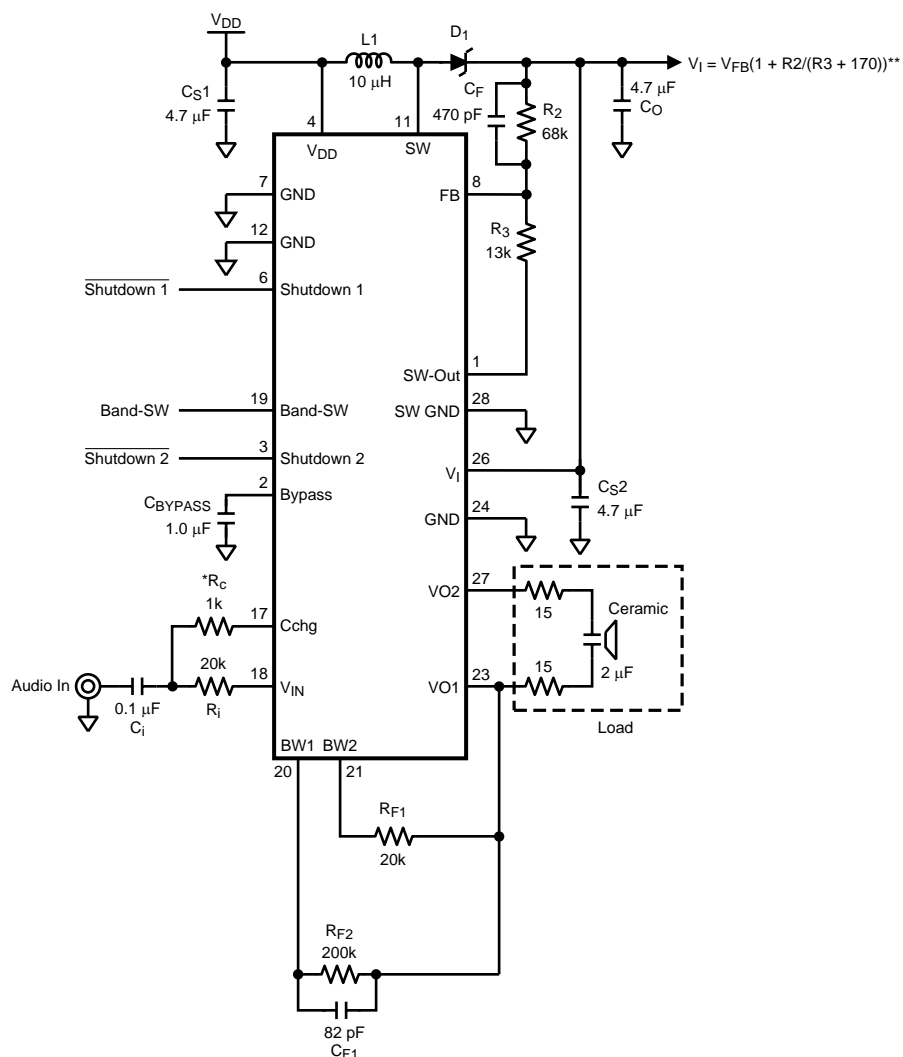 VDD
L1
10 μH
D1
VI = VFB(1 + R2/(R3 + 170))**
CS1
4.7 μF
CF
470 pF
R2
68k
4.7 μF
CO
4
11
VDD
SW
7
GND
8
FB
12
GND
R3
13k
Shutdown 1
6
Shutdown 1
1
SW-Out
Band-SW
19
Band-SW
28
SW GND
Shutdown 2
3
Shutdown 2
26
VI
2
Bypass
CBYPASS
1.0 μF
24
GND
CS2
4.7 μF
*Rc
1k
17
Cchg
27
VO2
15
Ceramic
2 μF
Audio In
0.1 μF
Ci
20k
Ri
18
VIN
23
VO1
15
Load
BW1
BW2
20
21
RF1
20k
RF2
200k
82 pF
CF1